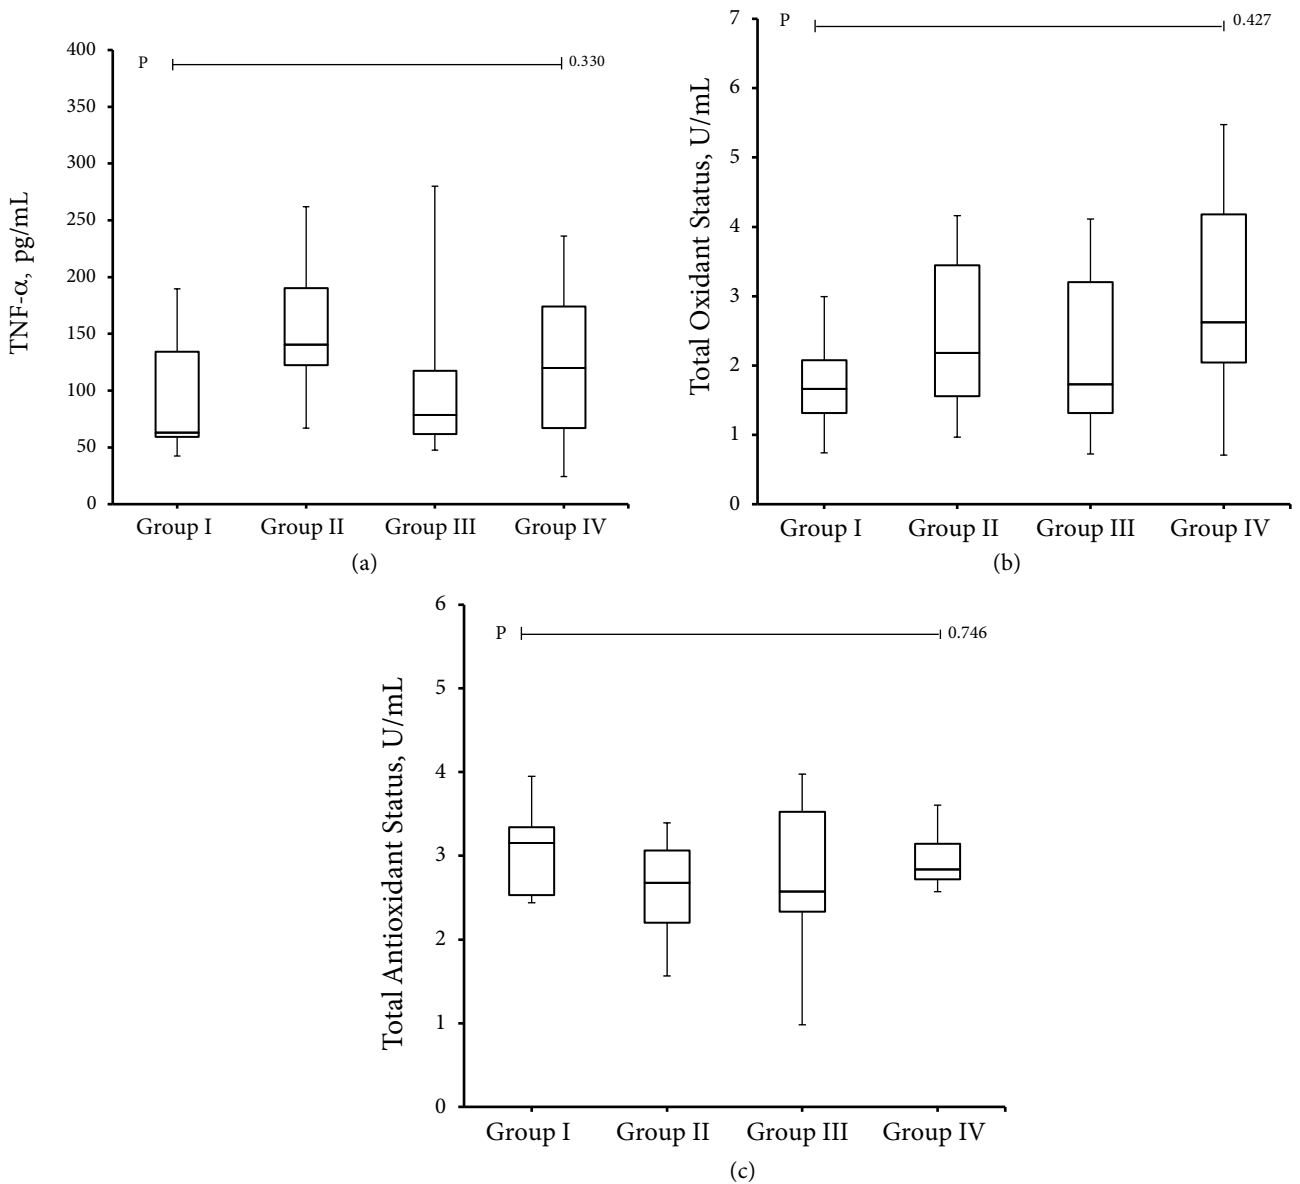 TNF-α, pg/mL
400
350
300
250
200
150
100
50
0
P 0.330
Group I Group II Group III Group IV
(a)
Total Oxidant Status, U/mL
7
6
5
4
3
2
1
0
P 0.427
Group I Group II Group III Group IV
(b)
Total Antioxidant Status, U/mL
6
5
4
3
2
1
0
P 0.746
Group I Group II Group III Group IV
(c)